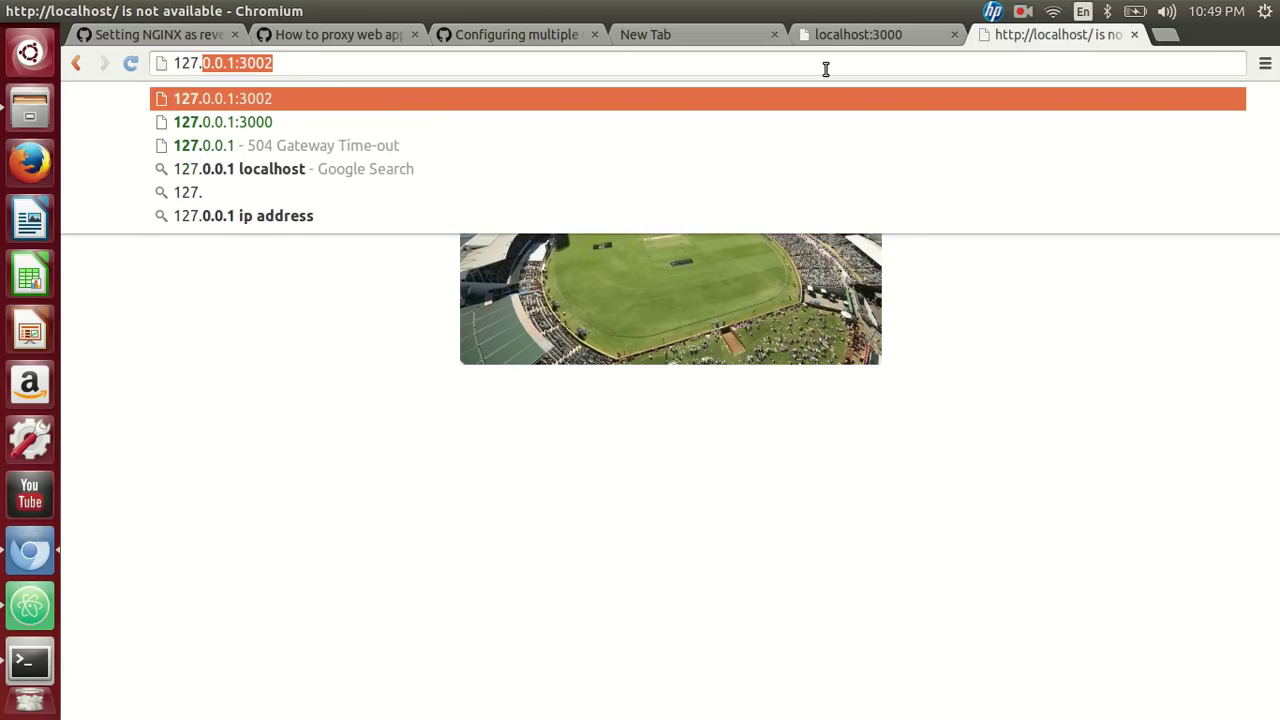 http://localhost/ is not available - Chromium
hp
En
10:49 PM
Setting NGINX as reve
How to proxy web app
Configuring multiple
New Tab
localhost:3000
http://localhost/ is no
127.0.0.1:3002
127.0.0.1:3002
127.0.0.1:3000
127.0.0.1 - 504 Gateway Time-out
127.0.0.1 localhost - Google Search
127.
127.0.0.1 ip address
a
You
Tube
>_